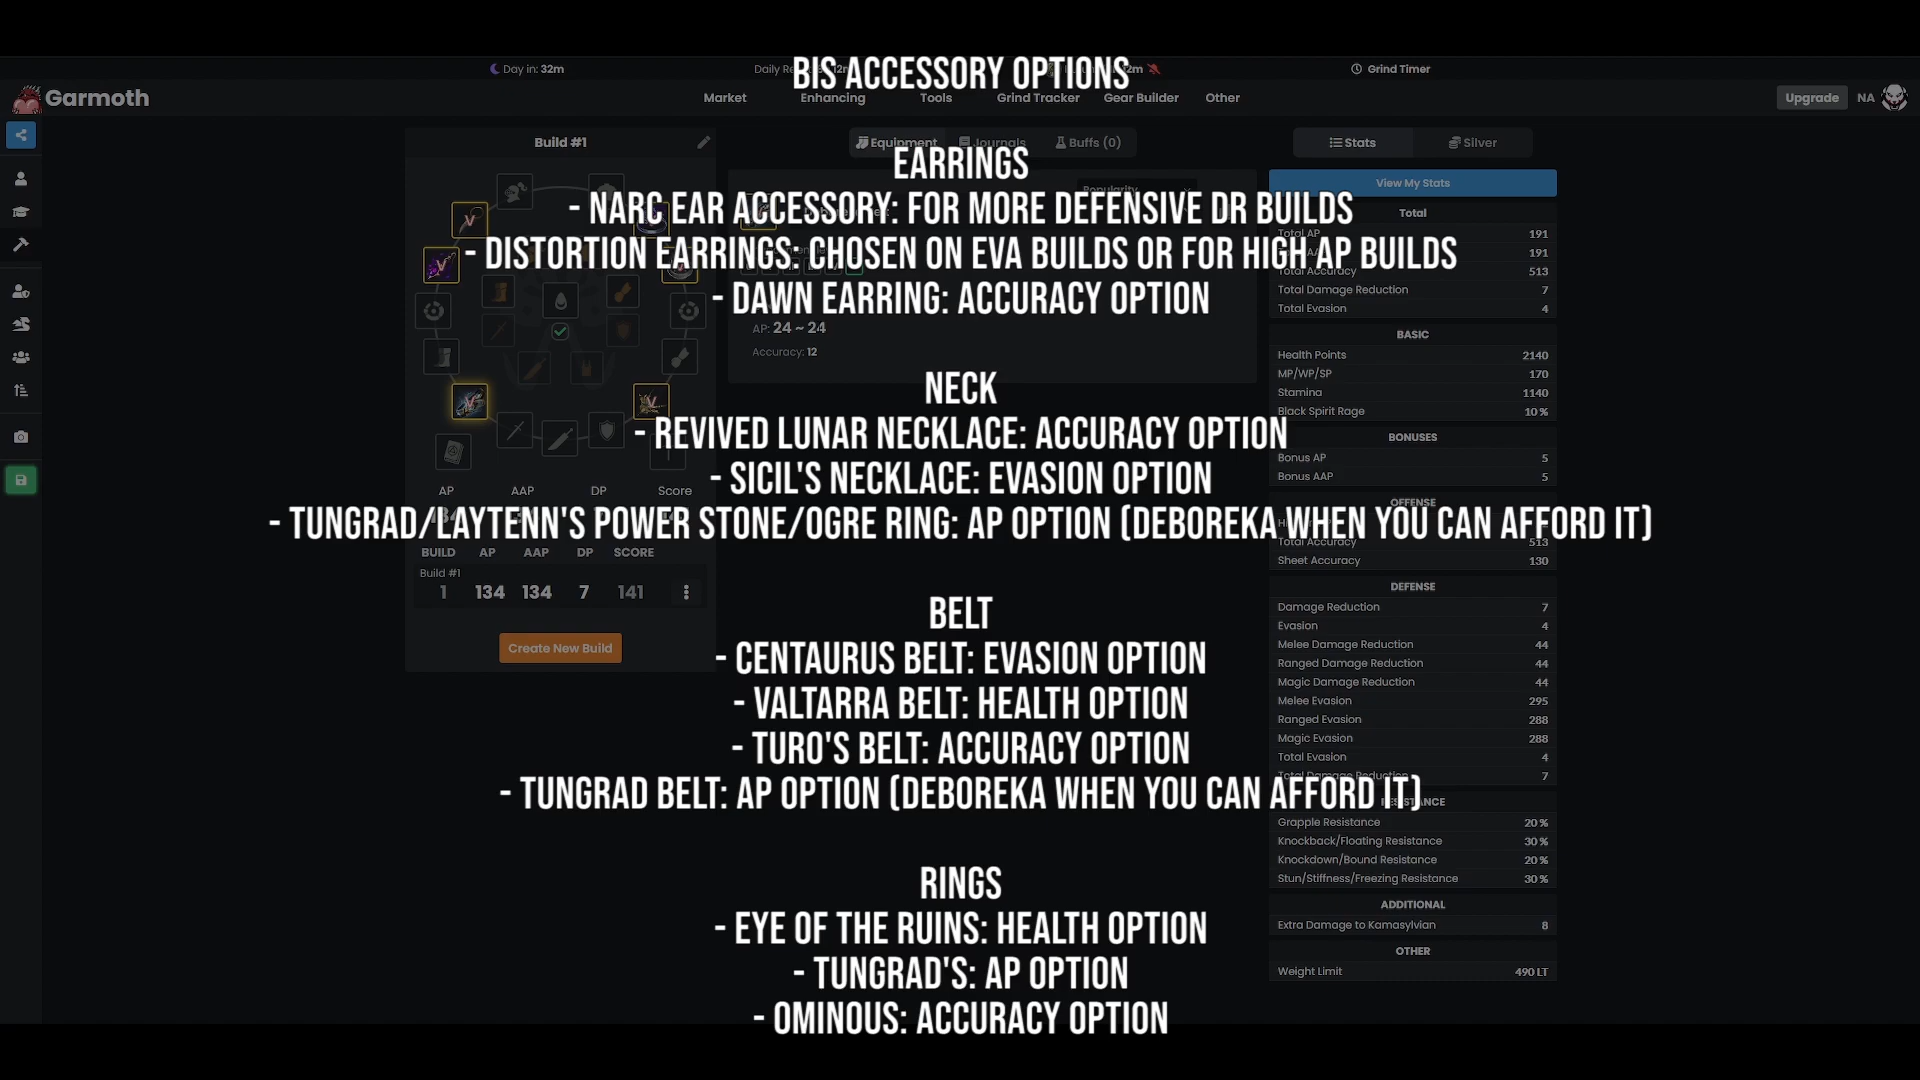 BIS ACCESSORY OPTIONS
Day in: 32m
Daily Re
Grind Timer
Garmoth
Market
Enhancing
Tools
Grind Tracker
Gear Builder
Other
Upgrade
NA
Build #1
Equipment
Journals
Buffs (0)
Stats
Silver
EARRINGS
- NARC EAR ACCESSORY: FOR MORE DEFENSIVE DR BUILDS
- DISTORTION EARRINGS: CHOSEN ON EVA BUILDS OR FOR HIGH AP BUILDS
- DAWN EARRING: ACCURACY OPTION
Popularity
AP: 24 ~ 24
Accuracy: 12
NECK
- REVIVED LUNAR NECKLACE: ACCURACY OPTION
- SICIL'S NECKLACE: EVASION OPTION
- TUNGRAD/LAYTENN'S POWER STONE/OGRE RING: AP OPTION (DEBOREKA WHEN YOU CAN AFFORD IT)
AP AAP DP Score
BUILD AP AAP DP SCORE
Build #1
1 134 134 7 141
Create New Build
BELT
- CENTAURUS BELT: EVASION OPTION
- VALTARRA BELT: HEALTH OPTION
- TURO'S BELT: ACCURACY OPTION
- TUNGRAD BELT: AP OPTION (DEBOREKA WHEN YOU CAN AFFORD IT)
RINGS
- EYE OF THE RUINS: HEALTH OPTION
- TUNGRAD'S: AP OPTION
- OMINOUS: ACCURACY OPTION
View My Stats
Total
Total AP 191
191
Total Accuracy 513
Total Damage Reduction 7
Total Evasion 4
BASIC
Health Points 2140
MP/WP/SP 170
Stamina 1140
Black Spirit Rage 10 %
BONUSES
Bonus AP 5
Bonus AAP 5
OFFENSE
Total Accuracy 513
Sheet Accuracy 130
DEFENSE
Damage Reduction 7
Evasion 4
Melee Damage Reduction 44
Ranged Damage Reduction 44
Magic Damage Reduction 44
Melee Evasion 295
Ranged Evasion 288
Magic Evasion 288
Total Evasion 4
Total Damage Reduction 7
RESISTANCE
Grapple Resistance 20 %
Knockback/Floating Resistance 30 %
Knockdown/Bound Resistance 20 %
Stun/Stiffness/Freezing Resistance 30 %
ADDITIONAL
Extra Damage to Kamasylvian 8
OTHER
Weight Limit 490 LT